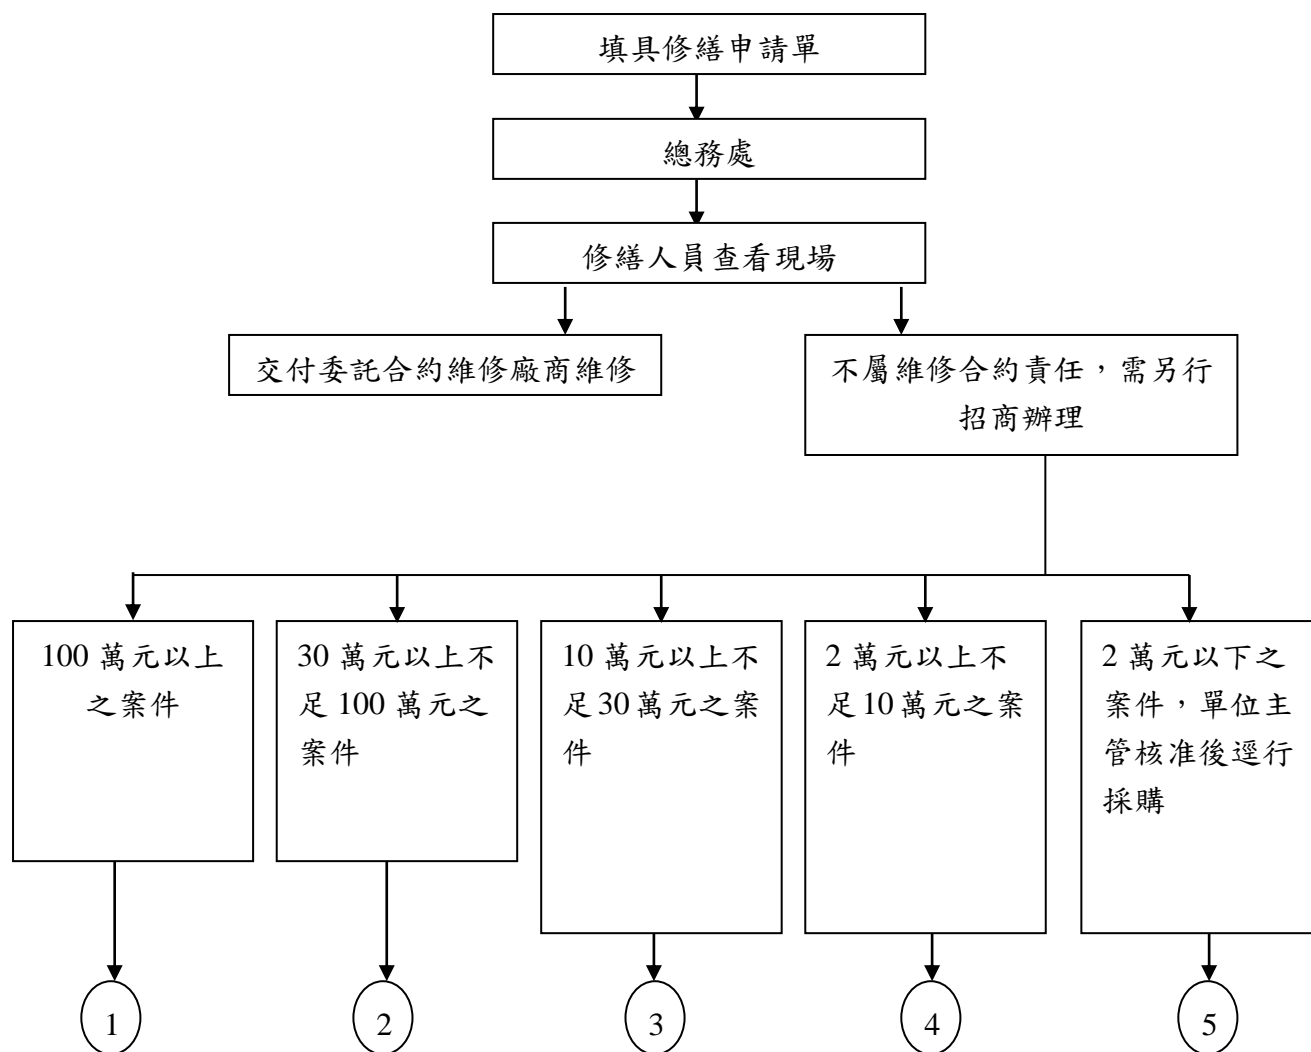 填具修繕申請單
總務處
修繕人員查看現場
交付委託合約維修廠商維修
不屬維修合約責任，需另行
招商辦理
100 萬元以上
之案件
30 萬元以上不
足 100 萬元之
案件
10 萬元以上不
足 30 萬元之案
件
2 萬元以上不
足 10 萬元之案
件
2 萬元以下之
案件，單位主
管核准後逕行
採購
1
2
3
4
5